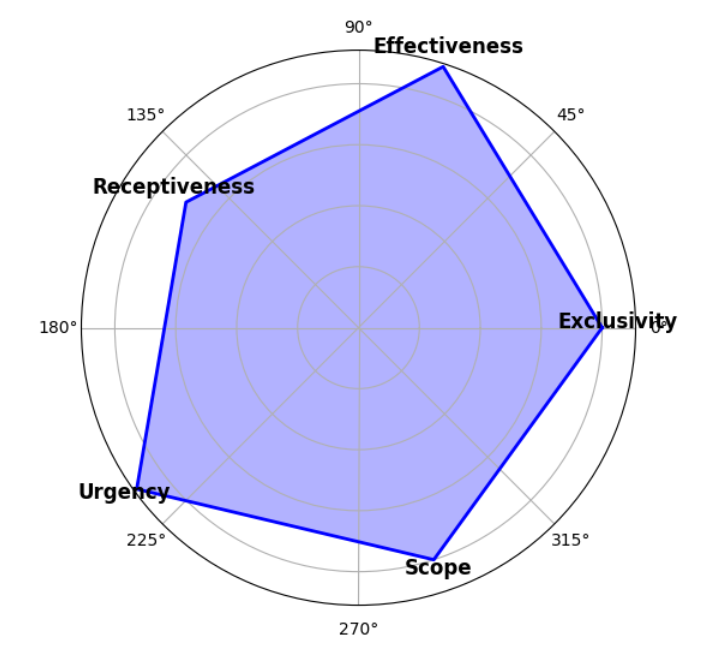 90°
Effectiveness
135°
45°
Receptiveness
Exclusivity
0°
180°
Urgency
225°
315°
Scope
270°